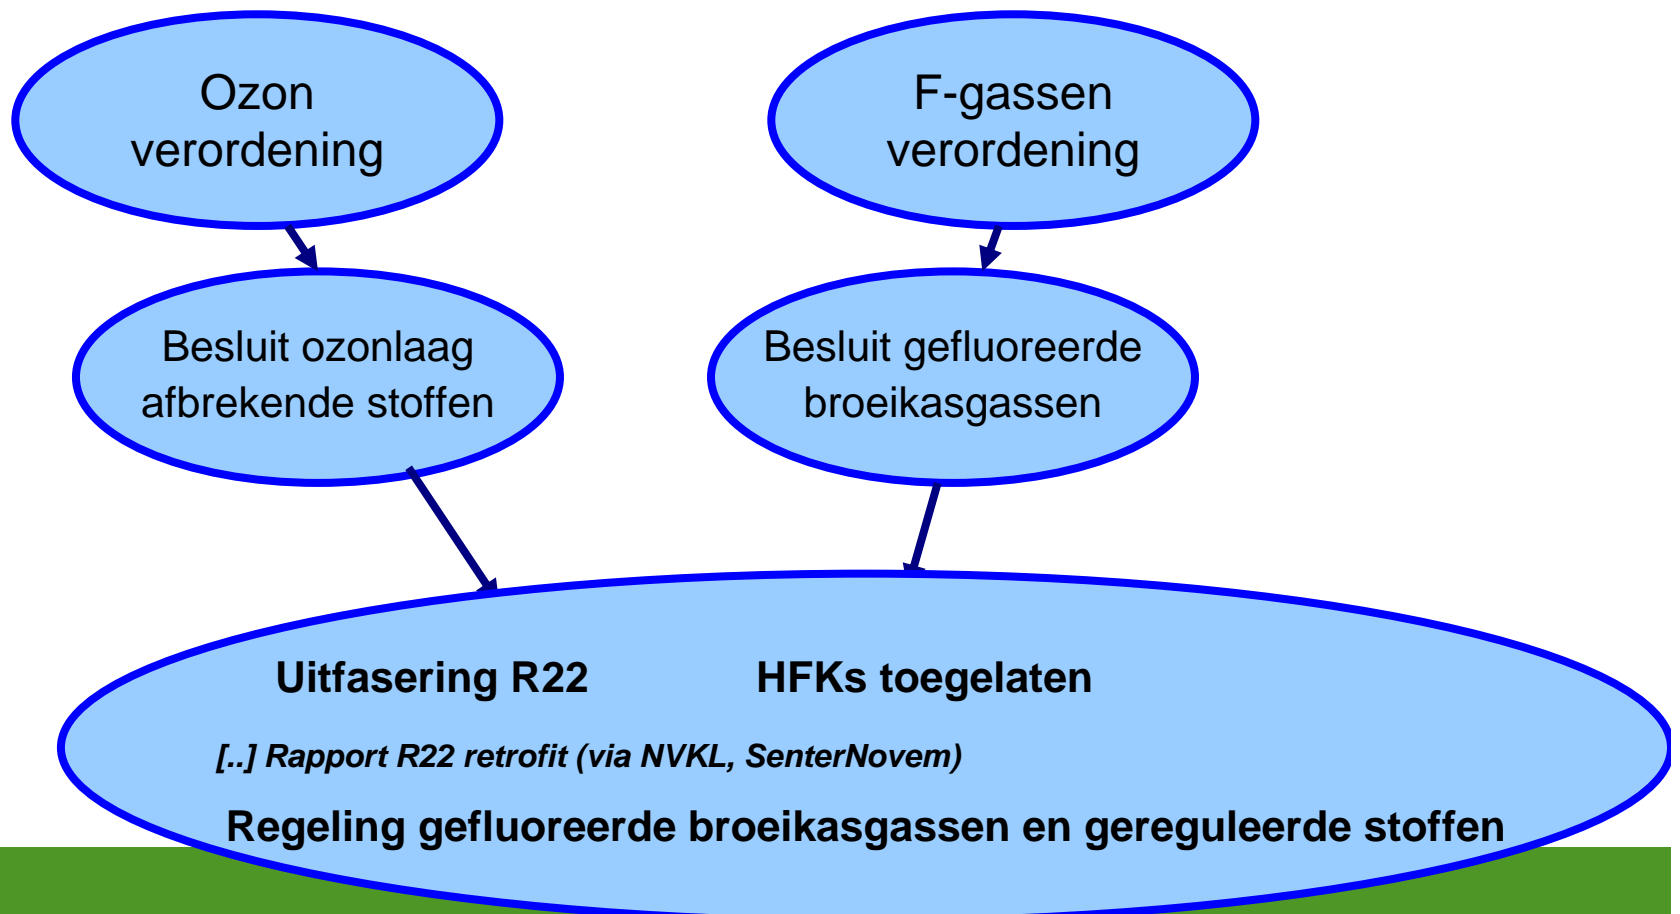 Ozon
verordening
F-gassen
verordening
Besluit ozonlaag
afbrekende stoffen
Besluit gefluoreerde
broeikasgassen
Uitfasering R22
HFKs toegelaten
[..] Rapport R22 retrofit (via NVKL, SenterNovem)
Regeling gefluoreerde broeikasgassen en gereguleerde stoffen